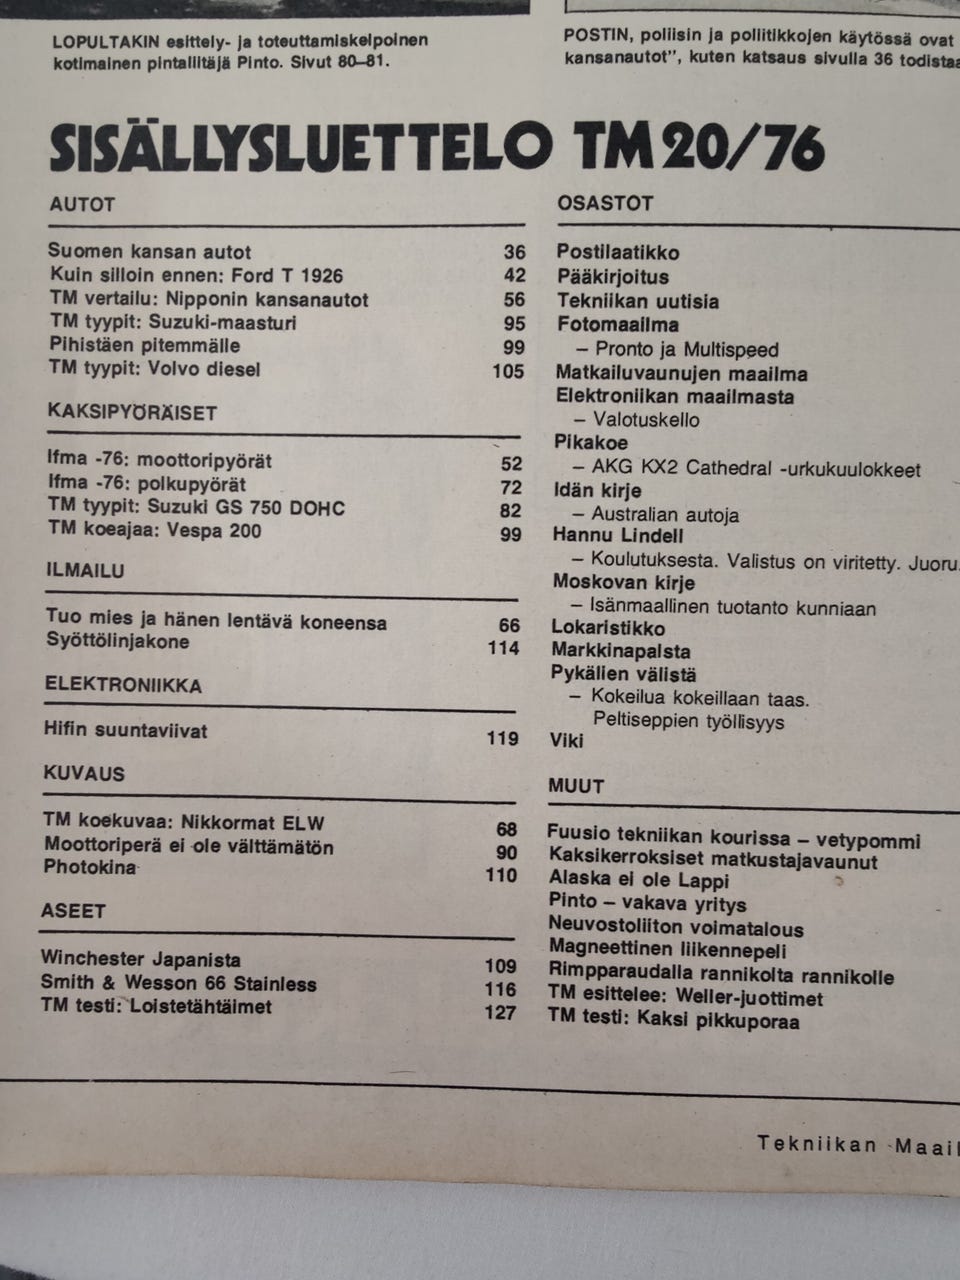 LOPULTAKIN esittely- ja toteuttamiskelpoinen
kotimainen pintaliitäjä Pinto. Sivut 80–81.
POSTIN, poliisin ja poliitikkojen käytössä ovat
kansanautot", kuten katsaus sivulla 36 todistaa
SISÄLLYSLUETTELO TM 20/76
AUTOT
Suomen kansan autot 36
Kuin silloin ennen: Ford T 1926 42
TM vertailu: Nipponin kansanautot 56
TM tyypit: Suzuki-maasturi 95
Pihistäen pitemmälle 99
TM tyypit: Volvo diesel 105
KAKSIPYÖRÄISET
Ifma -76: moottoripyörät 52
Ifma -76: polkupyörät 72
TM tyypit: Suzuki GS 750 DOHC 82
TM koeajaa: Vespa 200 99
ILMAILU
Tuo mies ja hänen lentävä koneensa 66
Syöttölinjakone 114
ELEKTRONIIKKA
Hifin suuntaviivat 119
KUVAUS
TM koekuvaa: Nikkormat ELW 68
Moottoriperä ei ole välttämätön 90
Photokina 110
ASEET
Winchester Japanista 109
Smith & Wesson 66 Stainless 116
TM testi: Loistetähtäimet 127
OSASTOT
Postilaatikko
Pääkirjoitus
Tekniikan uutisia
Fotomaailma
– Pronto ja Multispeed
Matkailuvaunujen maailma
Elektroniikan maailmasta
– Valotuskello
Pikakoe
– AKG KX2 Cathedral -urkukuulokkeet
Idän kirje
– Australian autoja
Hannu Lindell
– Koulutuksesta. Valistus on viritetty. Juoru.
Moskovan kirje
– Isänmaallinen tuotanto kunniaan
Lokaristikko
Markkinapalsta
Pykälien välistä
– Kokeilua kokeillaan taas.
Peltiseppien työllisyys
Viki
MUUT
Fuusio tekniikan kourissa – vetypommi
Kaksikerroksiset matkustajavaunut
Alaska ei ole Lappi
Pinto – vakava yritys
Neuvostoliiton voimatalous
Magneettinen liikennepeli
Rimpparaudalla rannikolta rannikolle
TM esittelee: Weller-juottimet
TM testi: Kaksi pikkuporaa
Tekniikan Maail